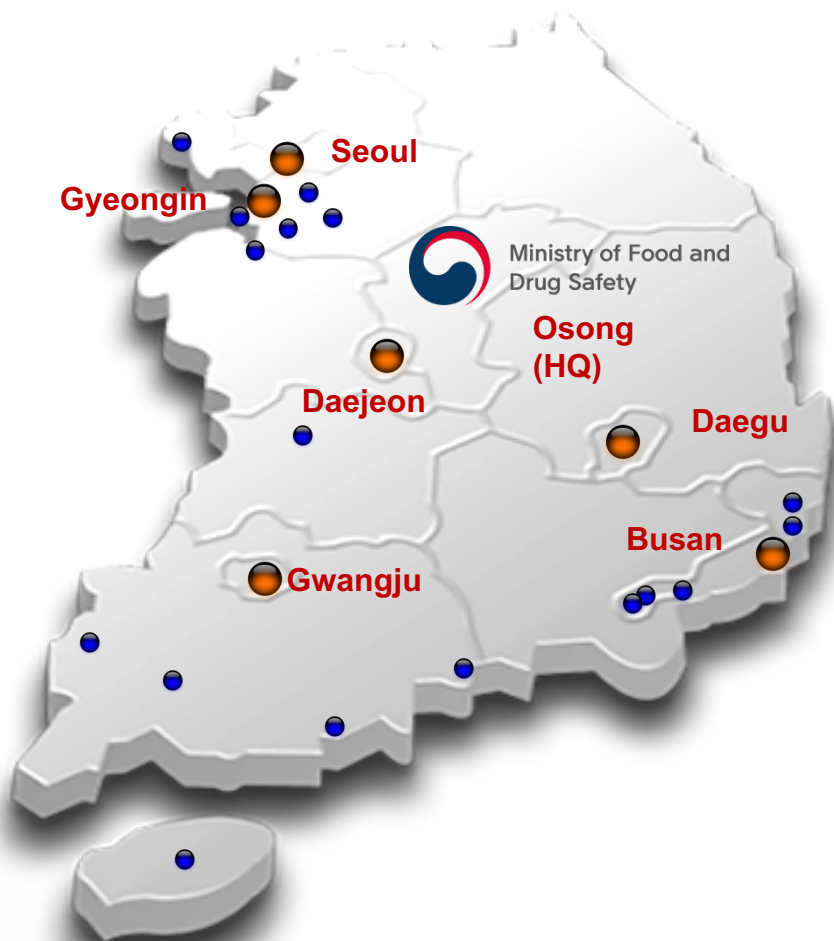 Seoul
Gyeongin
Ministry of Food and
Drug Safety
Osong
(HQ)
Daejeon
Daegu
Busan
Gwangju